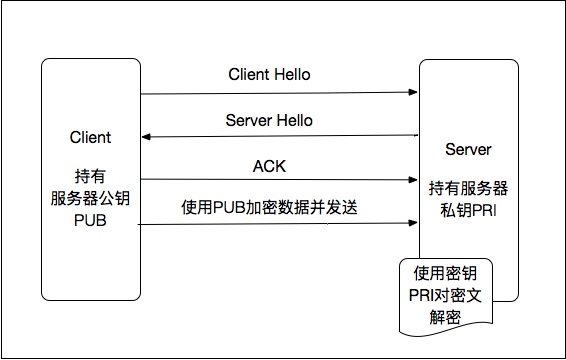 Client Hello
Server Hello
ACK
使用PUB加密数据并发送
Client
持有
服务器公钥
PUB
Server
持有服务器
私钥PRI
使用密钥
PRI对密文
解密